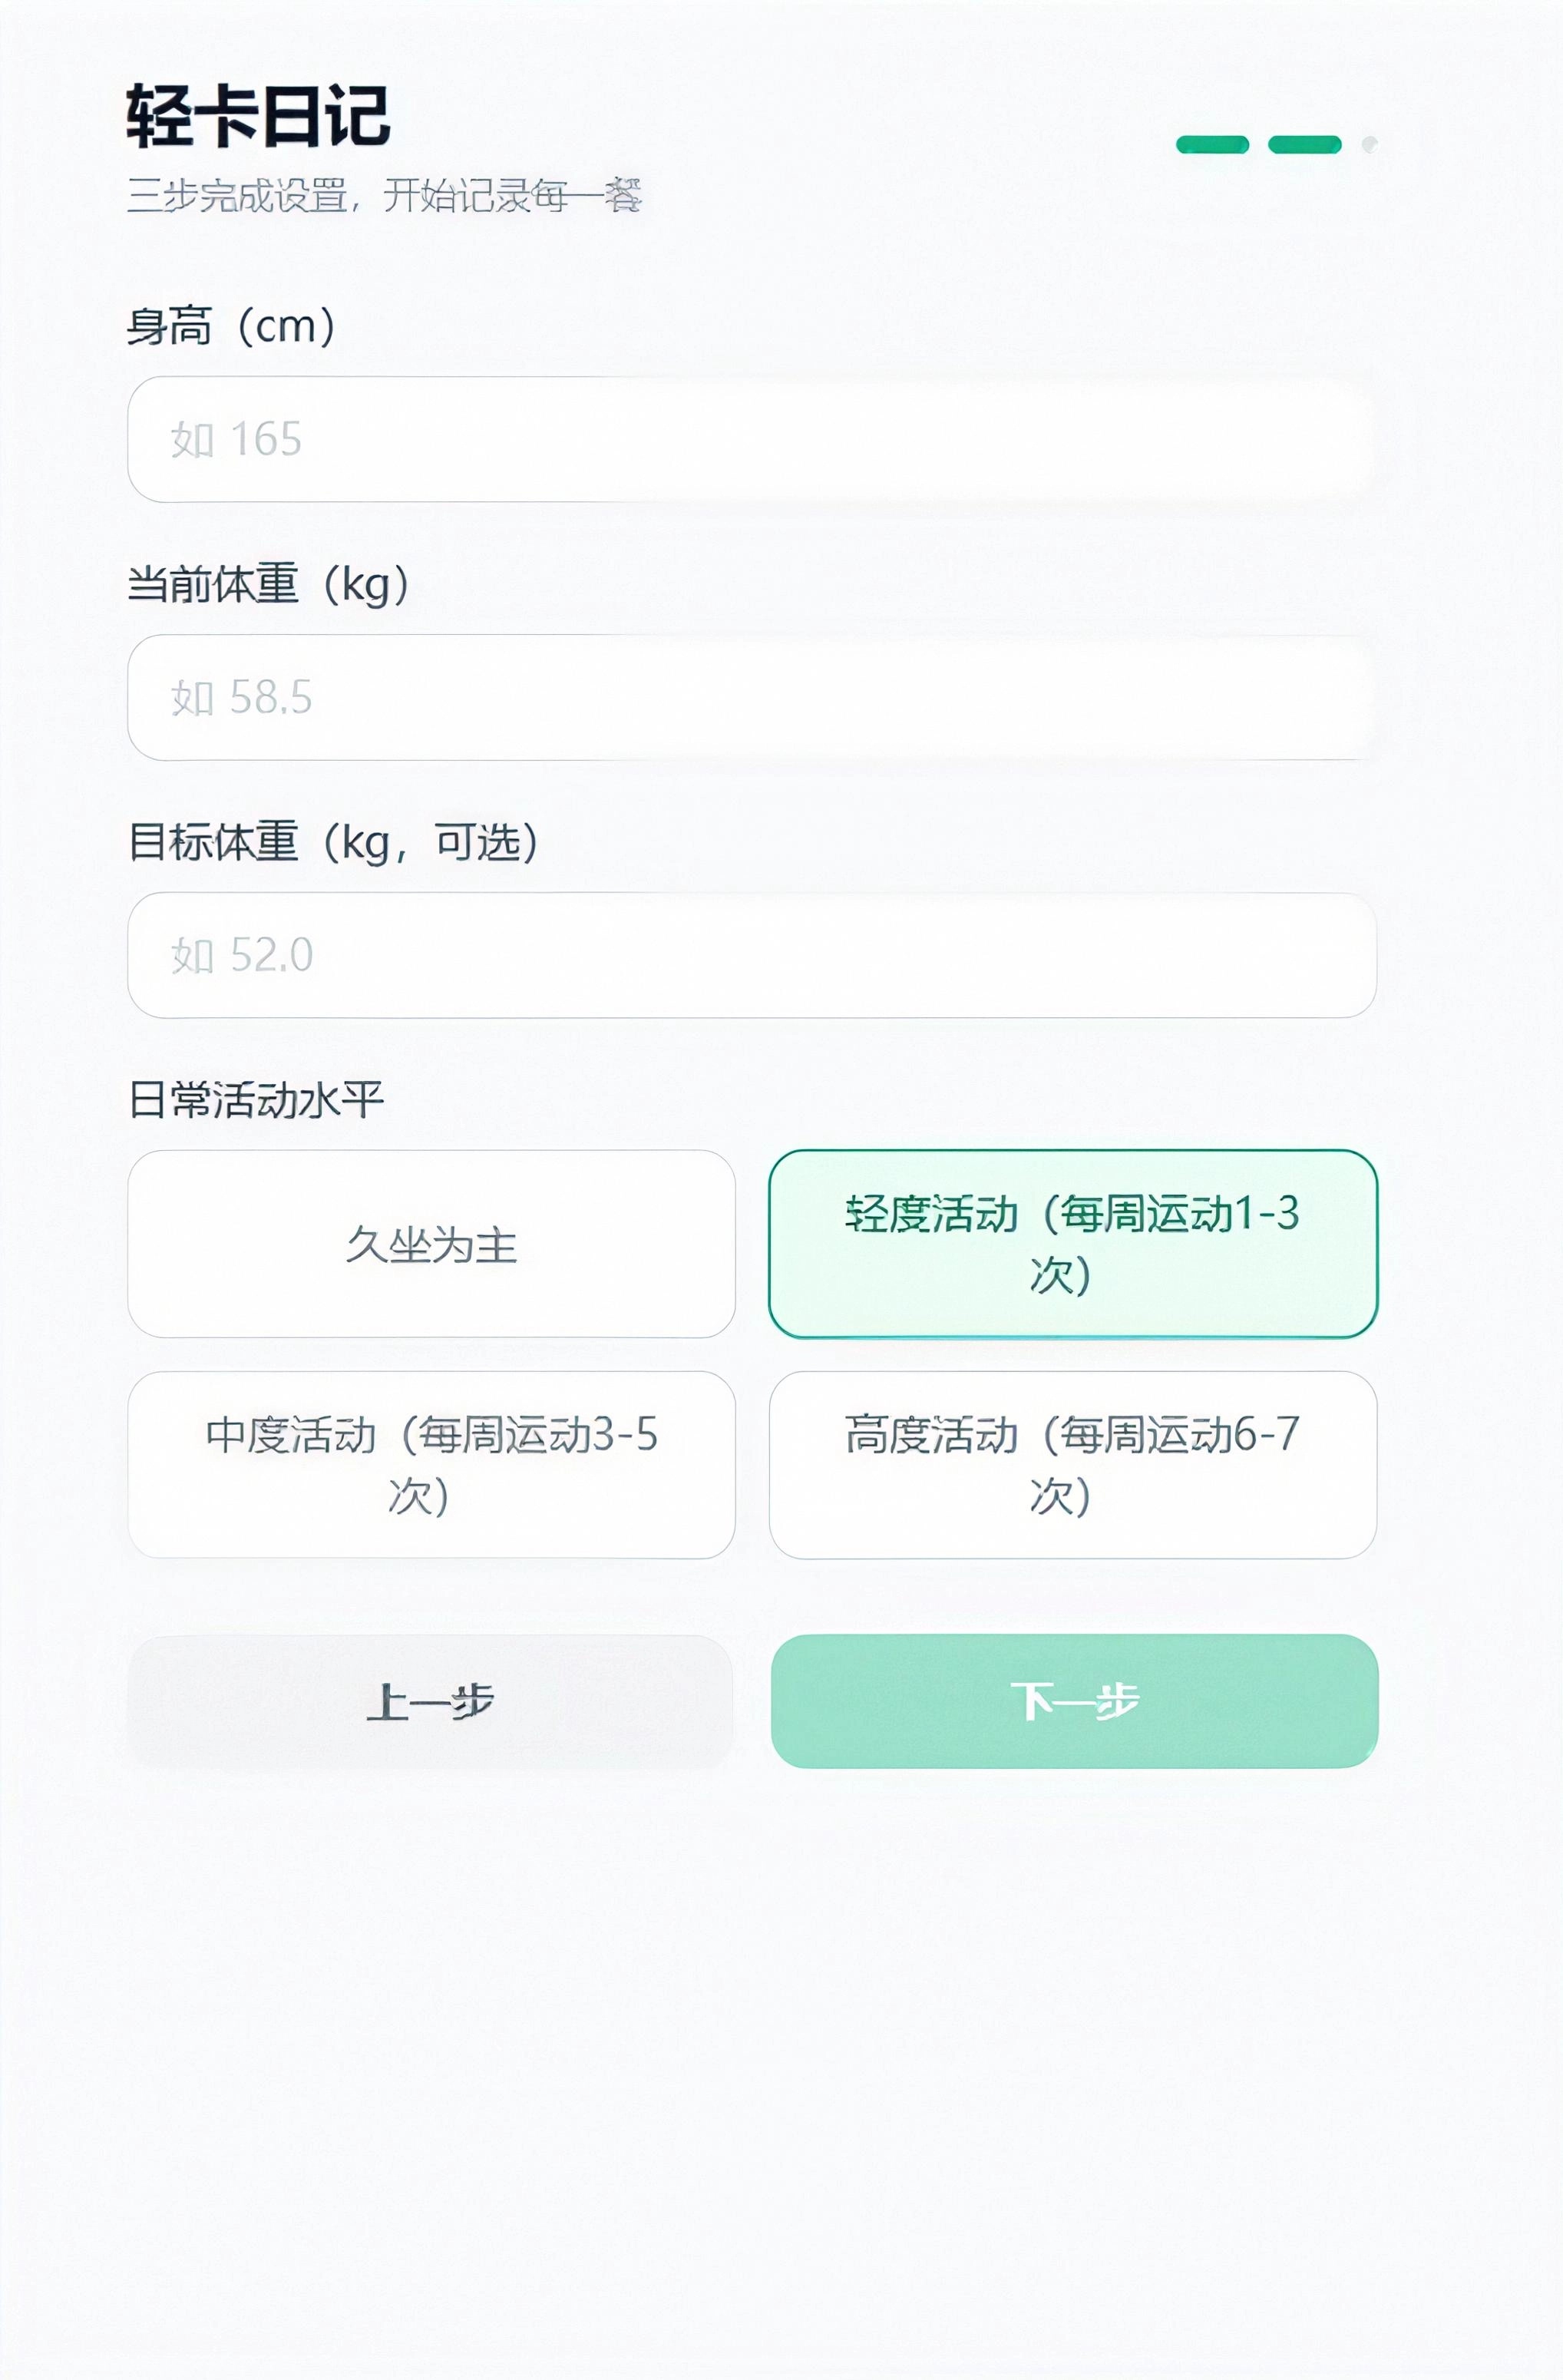 轻卡日记
三步完成设置，开始记录每一餐
身高（cm）
如 165
当前体重（kg）
如 58.5
目标体重（kg，可选）
如 52.0
日常活动水平
久坐为主
轻度活动（每周运动1-3
次）
中度活动（每周运动3-5
次）
高度活动（每周运动6-7
次）
上一步
下一步